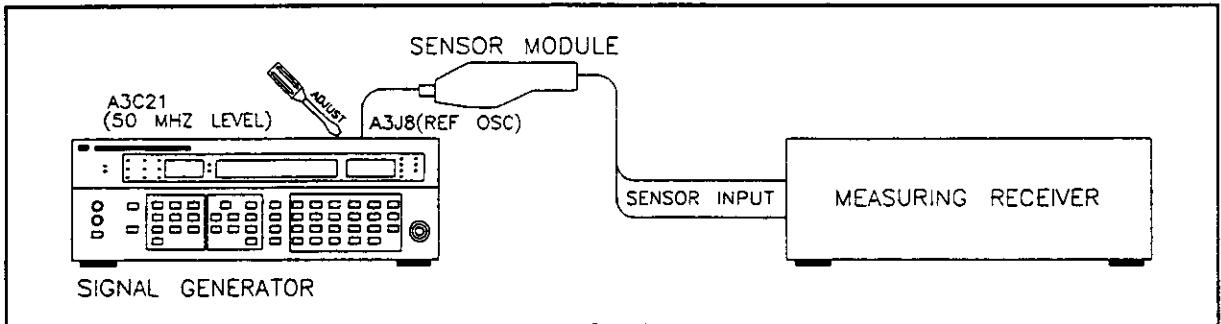 SENSOR MODULE
ADJUST
A3C21
(50 MHZ LEVEL)
A3J8(REF OSC)
SENSOR INPUT
MEASURING RECEIVER
SIGNAL GENERATOR